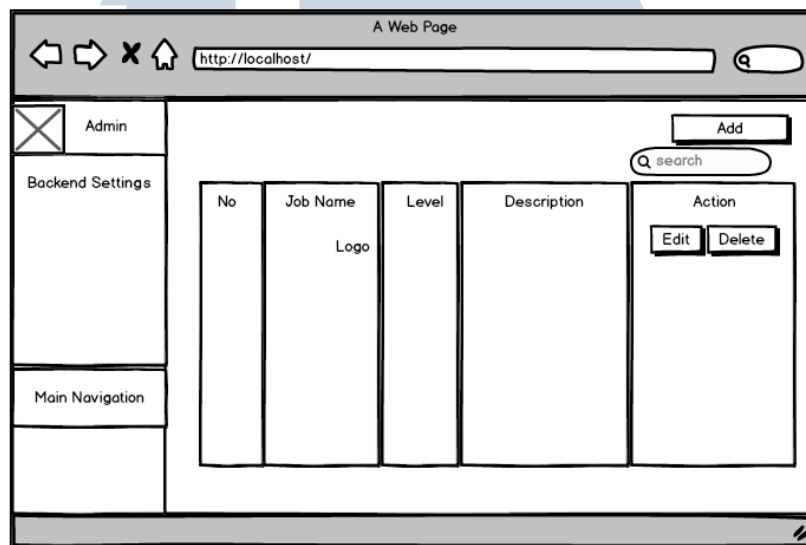 A Web Page
http://localhost/
Admin
Add
search
Backend Settings
No Job Name Level Description Action
Logo
Edit Delete
Main Navigation